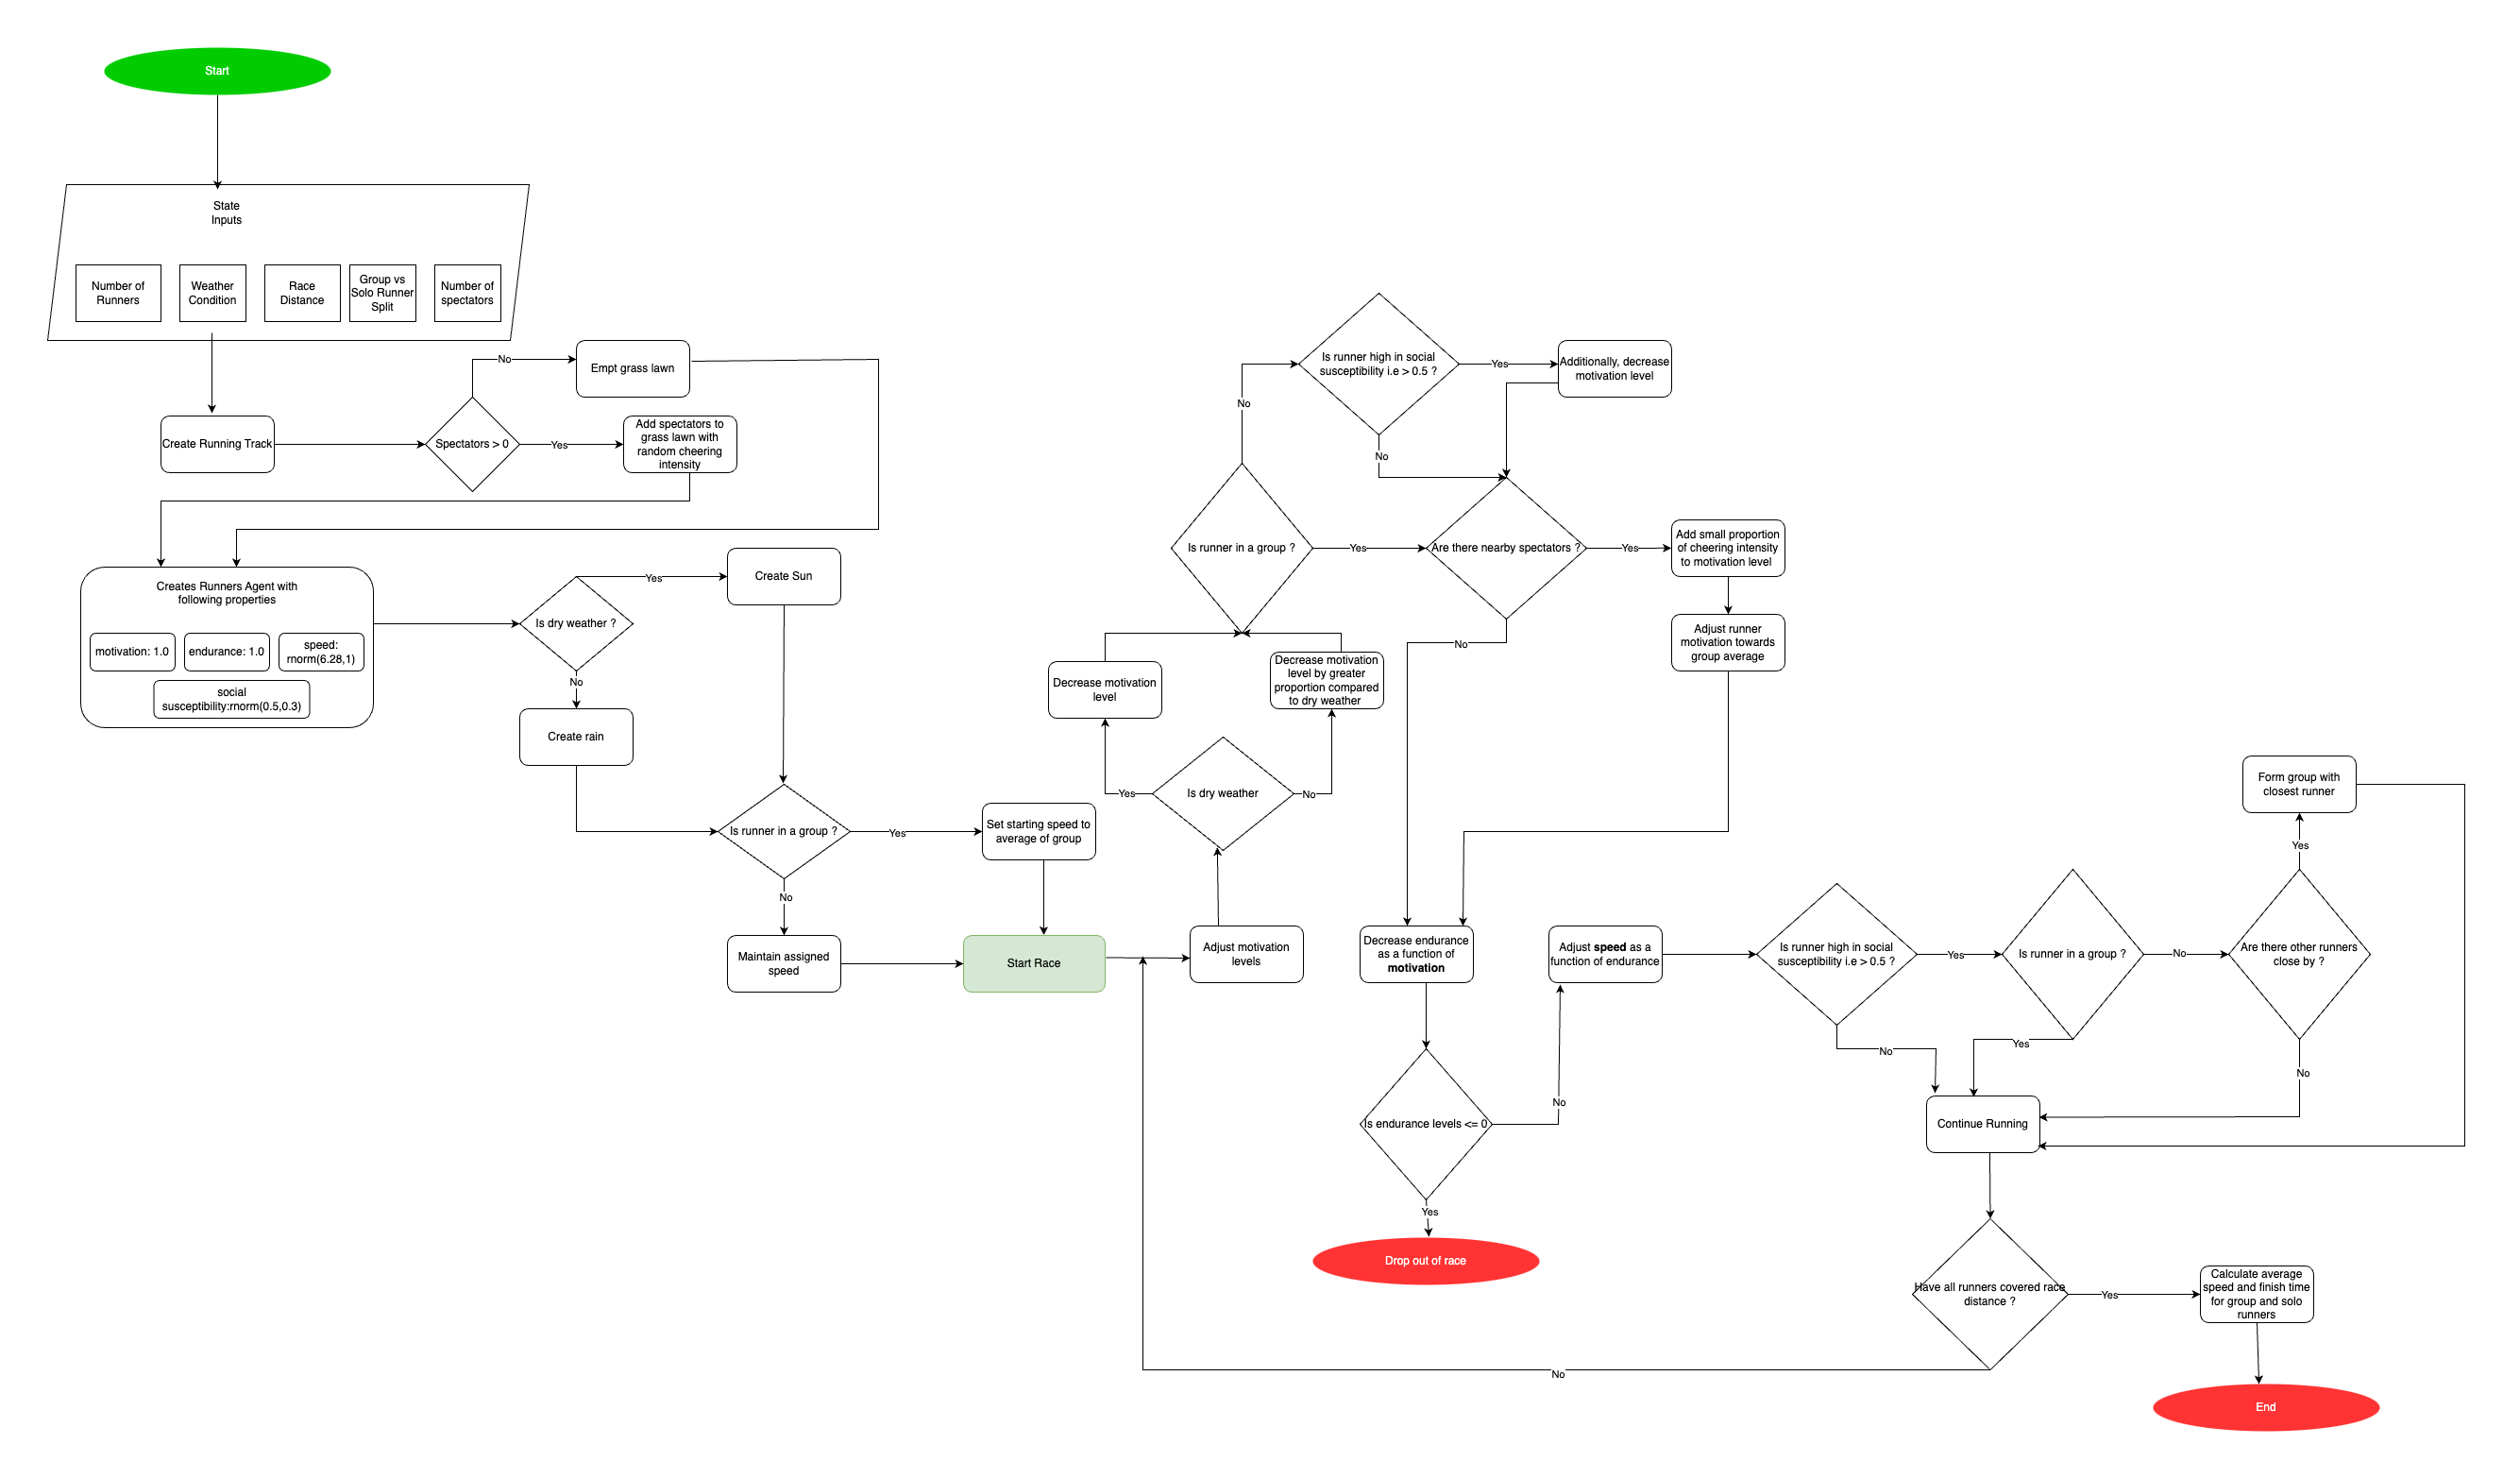 Start
State
Inputs
Number of
Runners
Weather
Condition
Race
Distance
Group vs
Solo Runner
Split
Number of
spectators
No
Empt grass lawn
Create Running Track
Spectators > 0
Yes
Add spectators to
grass lawn with
random cheering
intensity
Creates Runners Agent with
following properties
motivation: 1.0
endurance: 1.0
speed:
rnorm(6.28,1)
social
susceptibility:rnorm(0.5,0.3)
Is dry weather ?
Yes
Create Sun
No
Create rain
Is runner in a group ?
Yes
Set starting speed to
average of group
No
Maintain assigned
speed
Start Race
Adjust motivation
levels
Is dry weather
Yes
No
Decrease motivation
level
Decrease motivation
level by greater
proportion compared
to dry weather
Is runner in a group ?
No
Yes
Is runner high in social
susceptibility i.e > 0.5 ?
Yes
Additionally, decrease
motivation level
No
Are there nearby spectators ?
Yes
Add small proportion
of cheering intensity
to motivation level
Adjust runner
motivation towards
group average
No
Decrease endurance
as a function of
motivation
Is endurance levels <= 0
Yes
Drop out of race
No
Adjust speed as a
function of endurance
Is runner high in social
susceptibility i.e > 0.5 ?
Yes
No
Is runner in a group ?
No
Yes
Are there other runners
close by ?
Yes
Form group with
closest runner
No
Continue Running
Have all runners covered race
distance ?
Yes
Calculate average
speed and finish time
for group and solo
runners
No
End